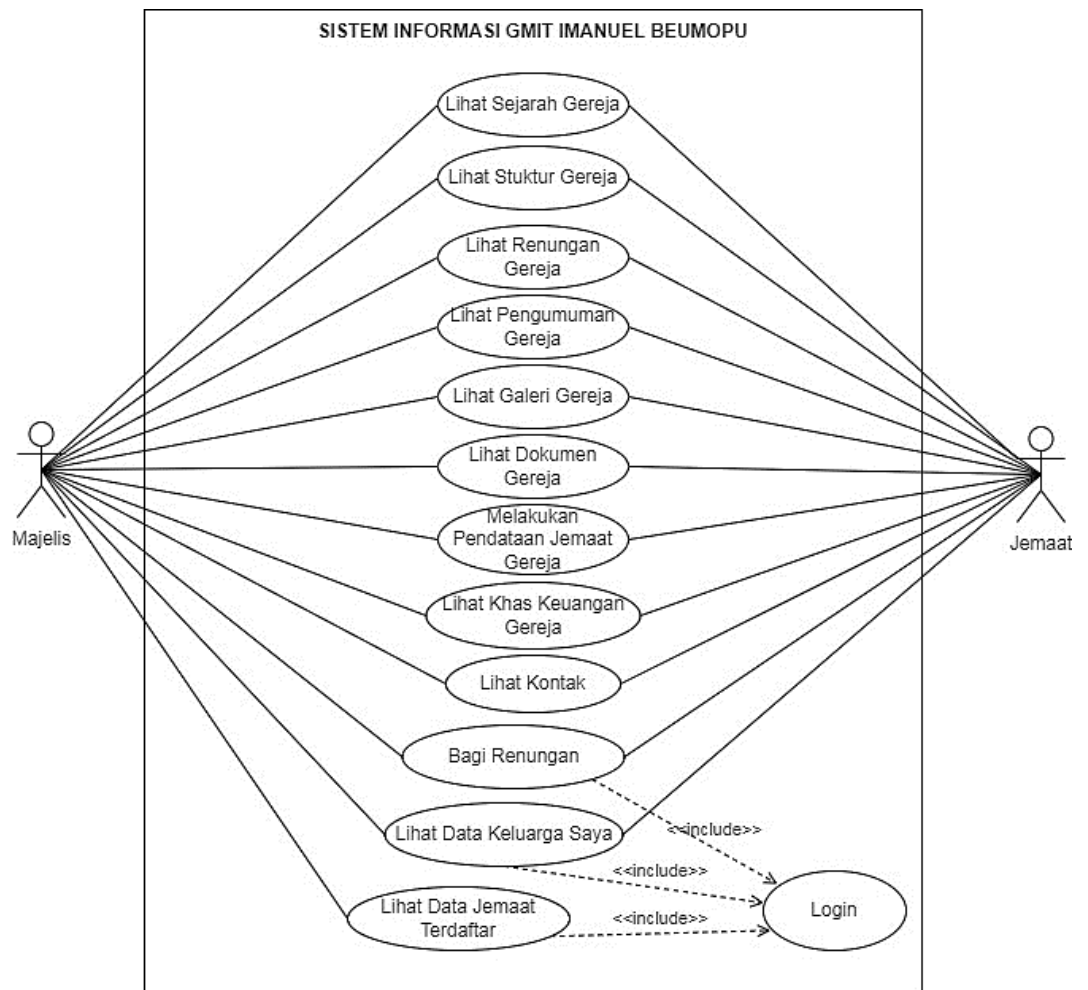 SISTEM INFORMASI GMIT IMANUEL BEUMOPU
Lihat Sejarah Gereja
Lihat Stuktur Gereja
Lihat Renungan
Gereja
Lihat Pengumuman
Gereja
Lihat Galeri Gereja
Lihat Dokumen
Gereja
Majelis
Melakukan
Pendataan Jemaat
Gereja
Jemaat
Lihat Khas Keuangan
Gereja
Lihat Kontak
Bagi Renungan
<<include>>
Lihat Data Keluarga Saya
<<include>>
Lihat Data Jemaat
Terdaftar
<<include>>
Login